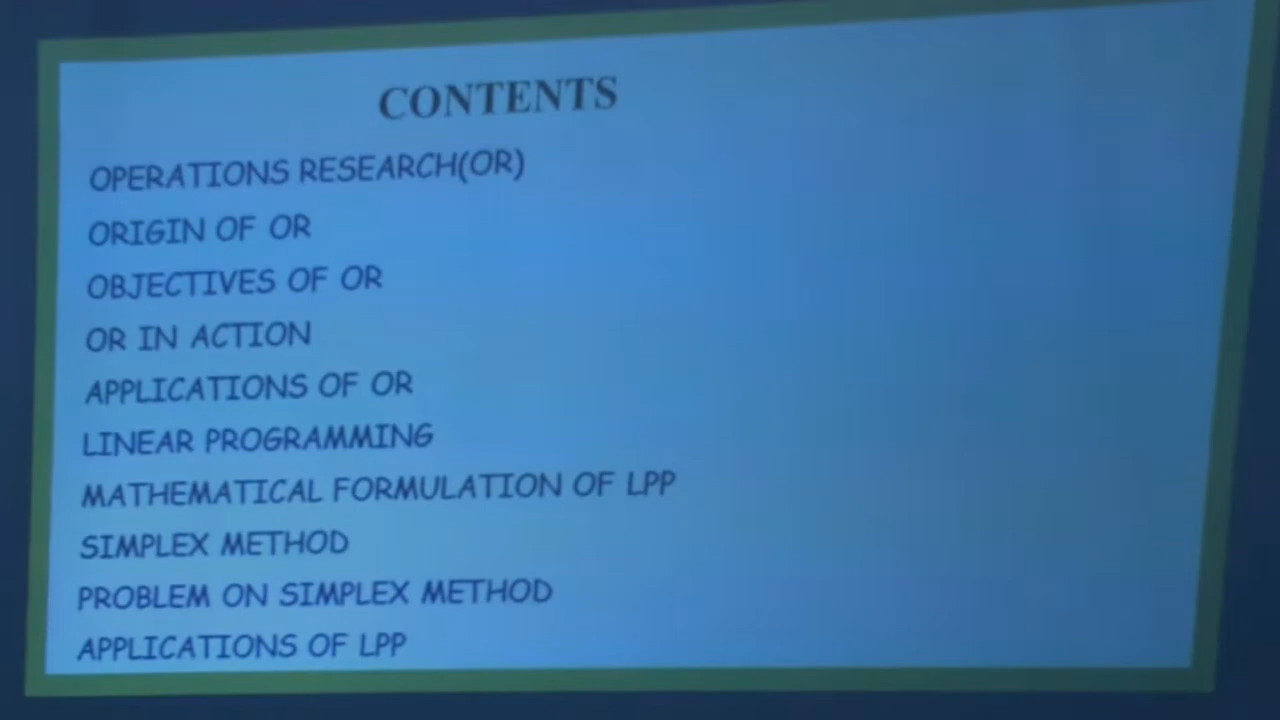 CONTENTS
OPERATIONS RESEARCH(OR)
ORIGIN OF OR
OBJECTIVES OF OR
OR IN ACTION
APPLICATIONS OF OR
LINEAR PROGRAMMING
MATHEMATICAL FORMULATION OF LPP
SIMPLEX METHOD
PROBLEM ON SIMPLEX METHOD
APPLICATIONS OF LPP